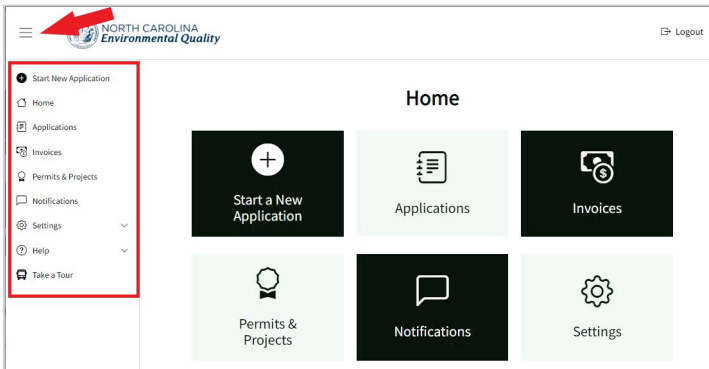 NORTH CAROLINA
Environmental Quality
Logout
Start New Application
Home
Applications
Invoices
Permits & Projects
Notifications
Settings
Help
Take a Tour
Home
Start a New
Application
Applications
Invoices
Permits &
Projects
Notifications
Settings